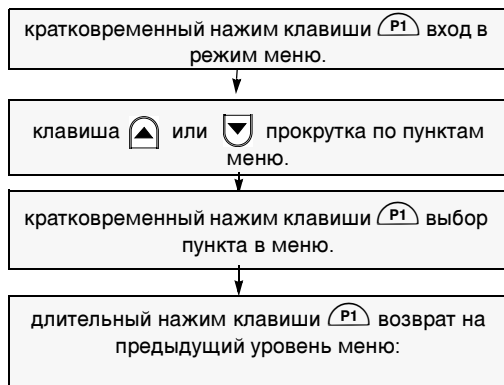 кратковременный нажим клавиши P1 вход в
режим меню.
клавиша ▲ или ▼ прокрутка по пунктам
меню.
кратковременный нажим клавиши P1 выбор
пункта в меню.
длительный нажим клавиши P1 возврат на
предыдущий уровень меню: